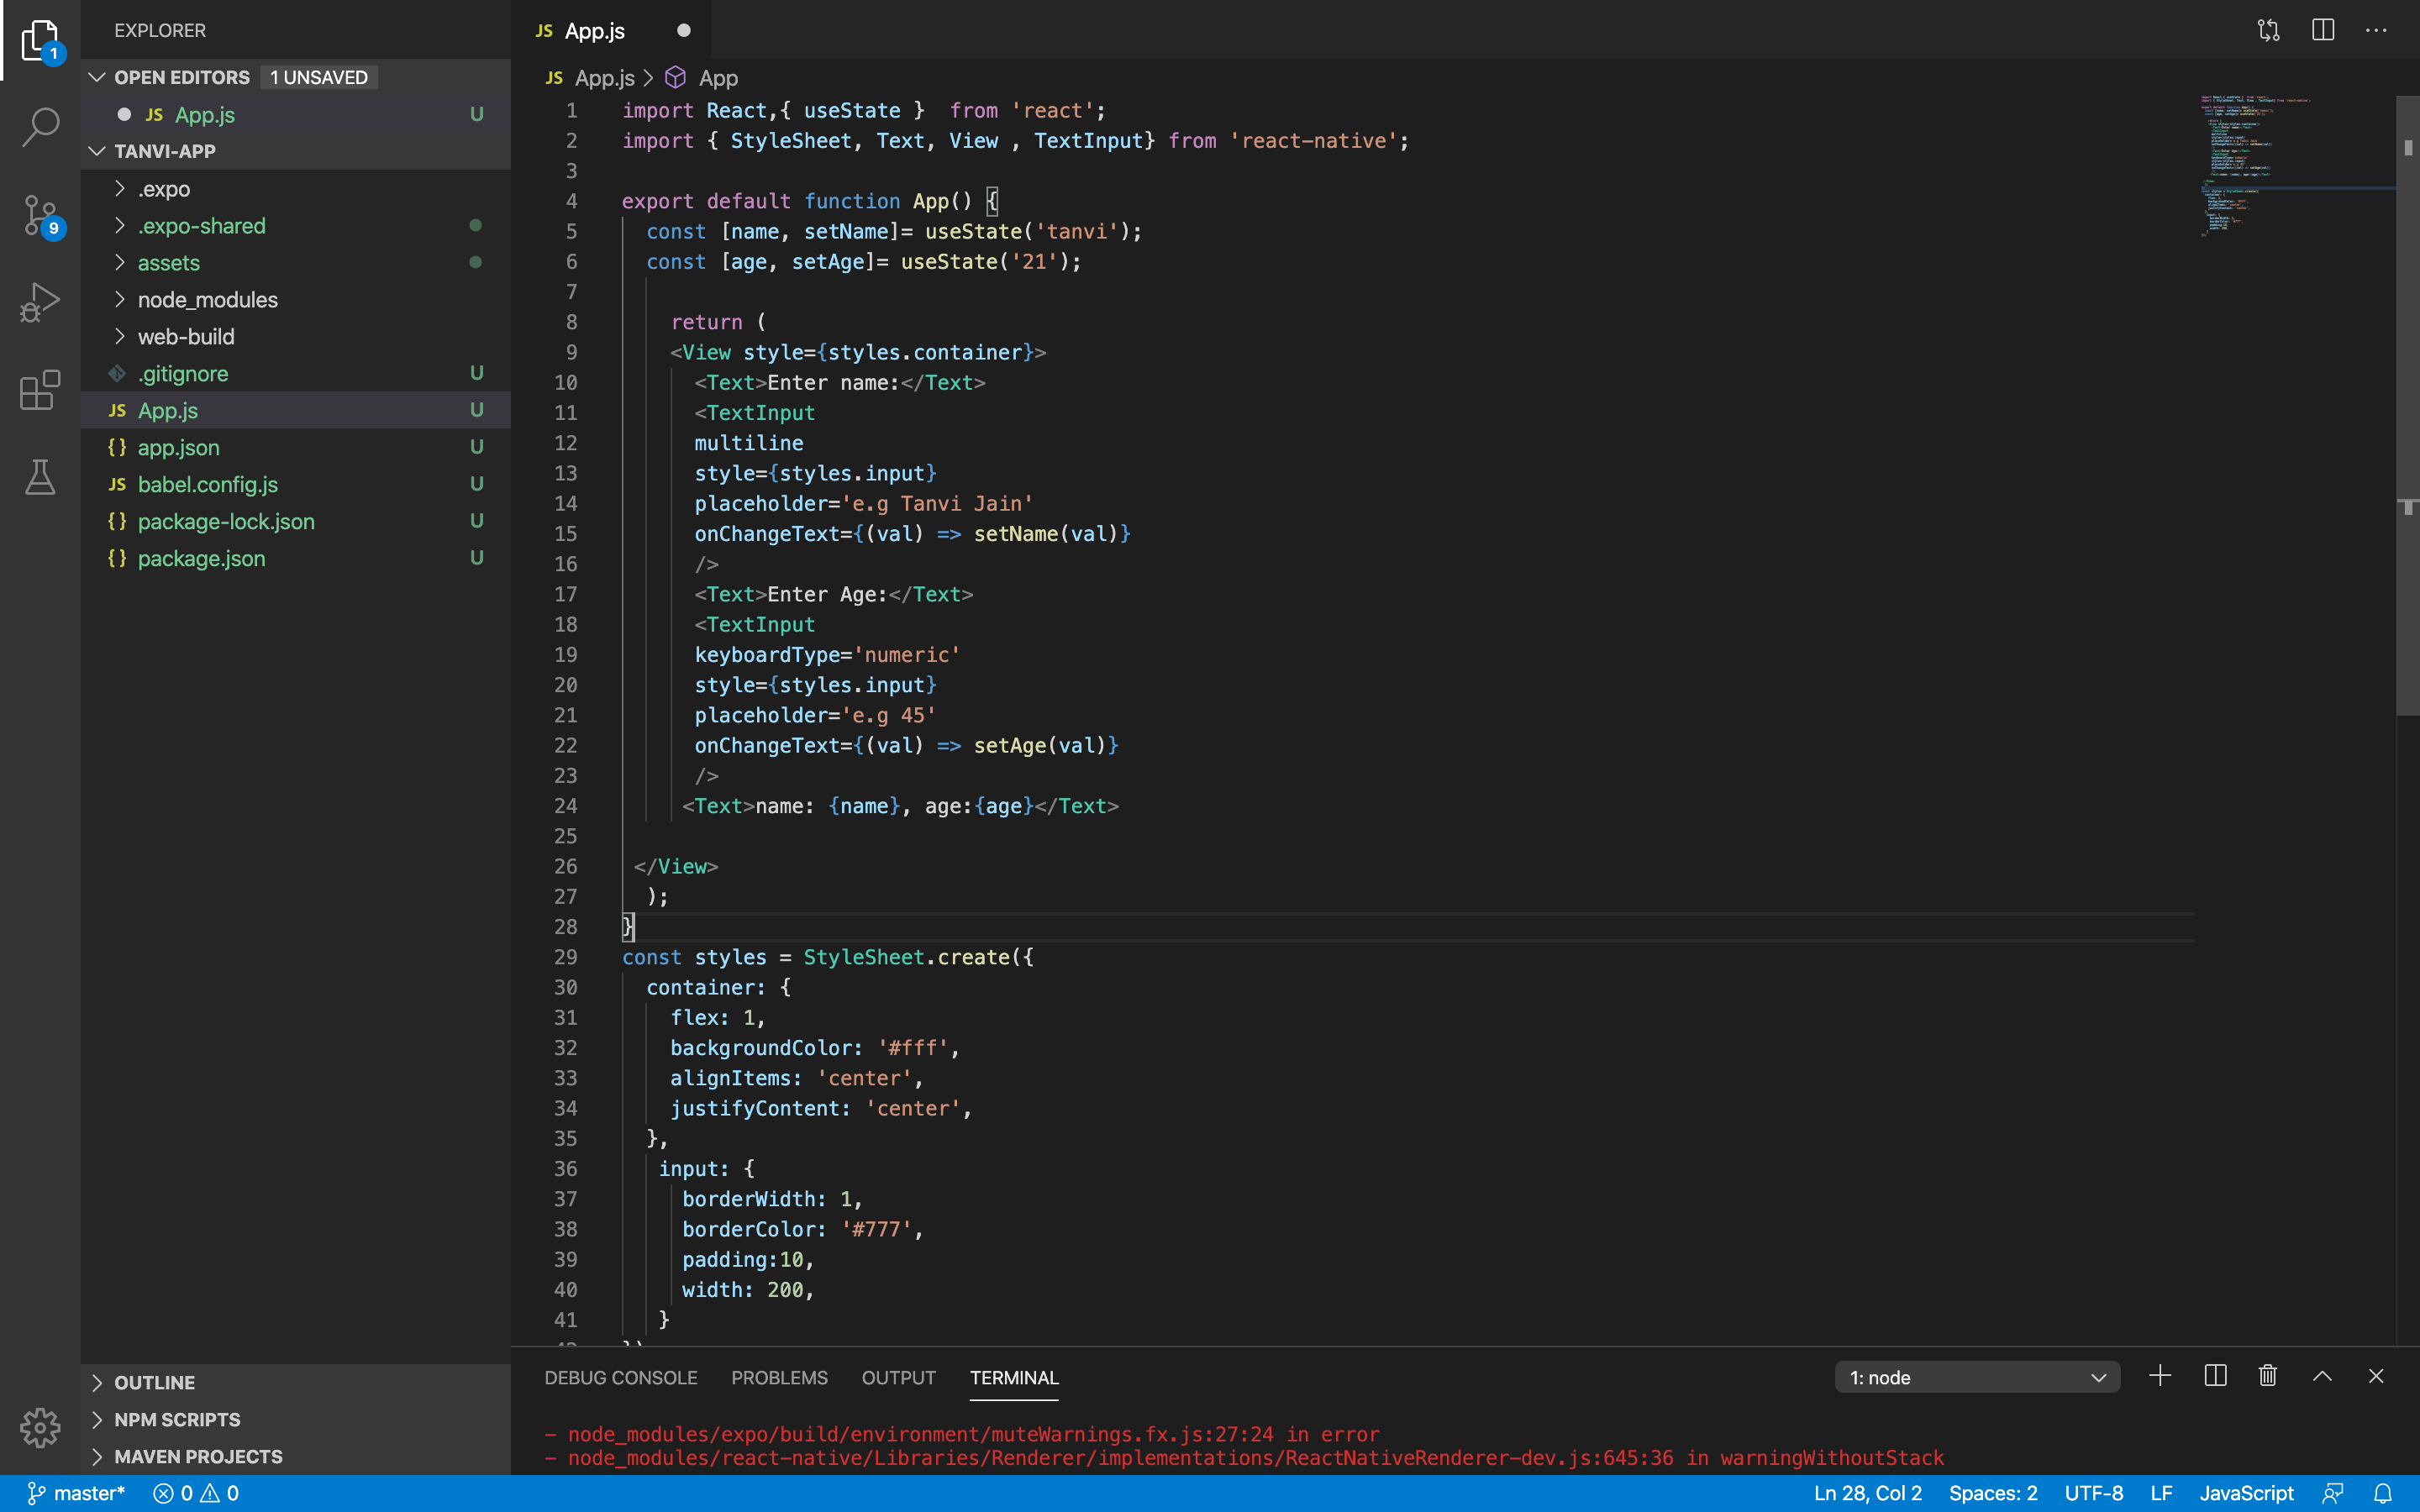 EXPLORER
OPEN EDITORS 1 UNSAVED
JS App.js U
TANVI-APP
.expo
.expo-shared
assets
node_modules
web-build
.gitignore U
JS App.js U
{} app.json U
JS babel.config.js U
{} package-lock.json U
{} package.json U
OUTLINE
NPM SCRIPTS
MAVEN PROJECTS
1
9
JS App.js
JS App.js > App
1 import React,{ useState }  from 'react';
2 import { StyleSheet, Text, View , TextInput} from 'react-native';
3
4 export default function App() {
5   const [name, setName]= useState('tanvi');
6   const [age, setAge]= useState('21');
7
8     return (
9     <View style={styles.container}>
10       <Text>Enter name:</Text>
11       <TextInput
12       multiline
13       style={styles.input}
14       placeholder='e.g Tanvi Jain'
15       onChangeText={(val) => setName(val)}
16       />
17       <Text>Enter Age:</Text>
18       <TextInput
19       keyboardType='numeric'
20       style={styles.input}
21       placeholder='e.g 45'
22       onChangeText={(val) => setAge(val)}
23       />
24      <Text>name: {name}, age:{age}</Text>
25
26  </View>
27   );
28 }
29 const styles = StyleSheet.create({
30   container: {
31     flex: 1,
32     backgroundColor: '#fff',
33     alignItems: 'center',
34     justifyContent: 'center',
35   },
36    input: {
37      borderWidth: 1,
38      borderColor: '#777',
39      padding:10,
40      width: 200,
41    }
DEBUG CONSOLE PROBLEMS OUTPUT TERMINAL 1: node
- node_modules/expo/build/environment/muteWarnings.fx.js:27:24 in error
- node_modules/react-native/Libraries/Renderer/implementations/ReactNativeRenderer-dev.js:645:36 in warningWithoutStack
master* 0 0 Ln 28, Col 2 Spaces: 2 UTF-8 LF JavaScript